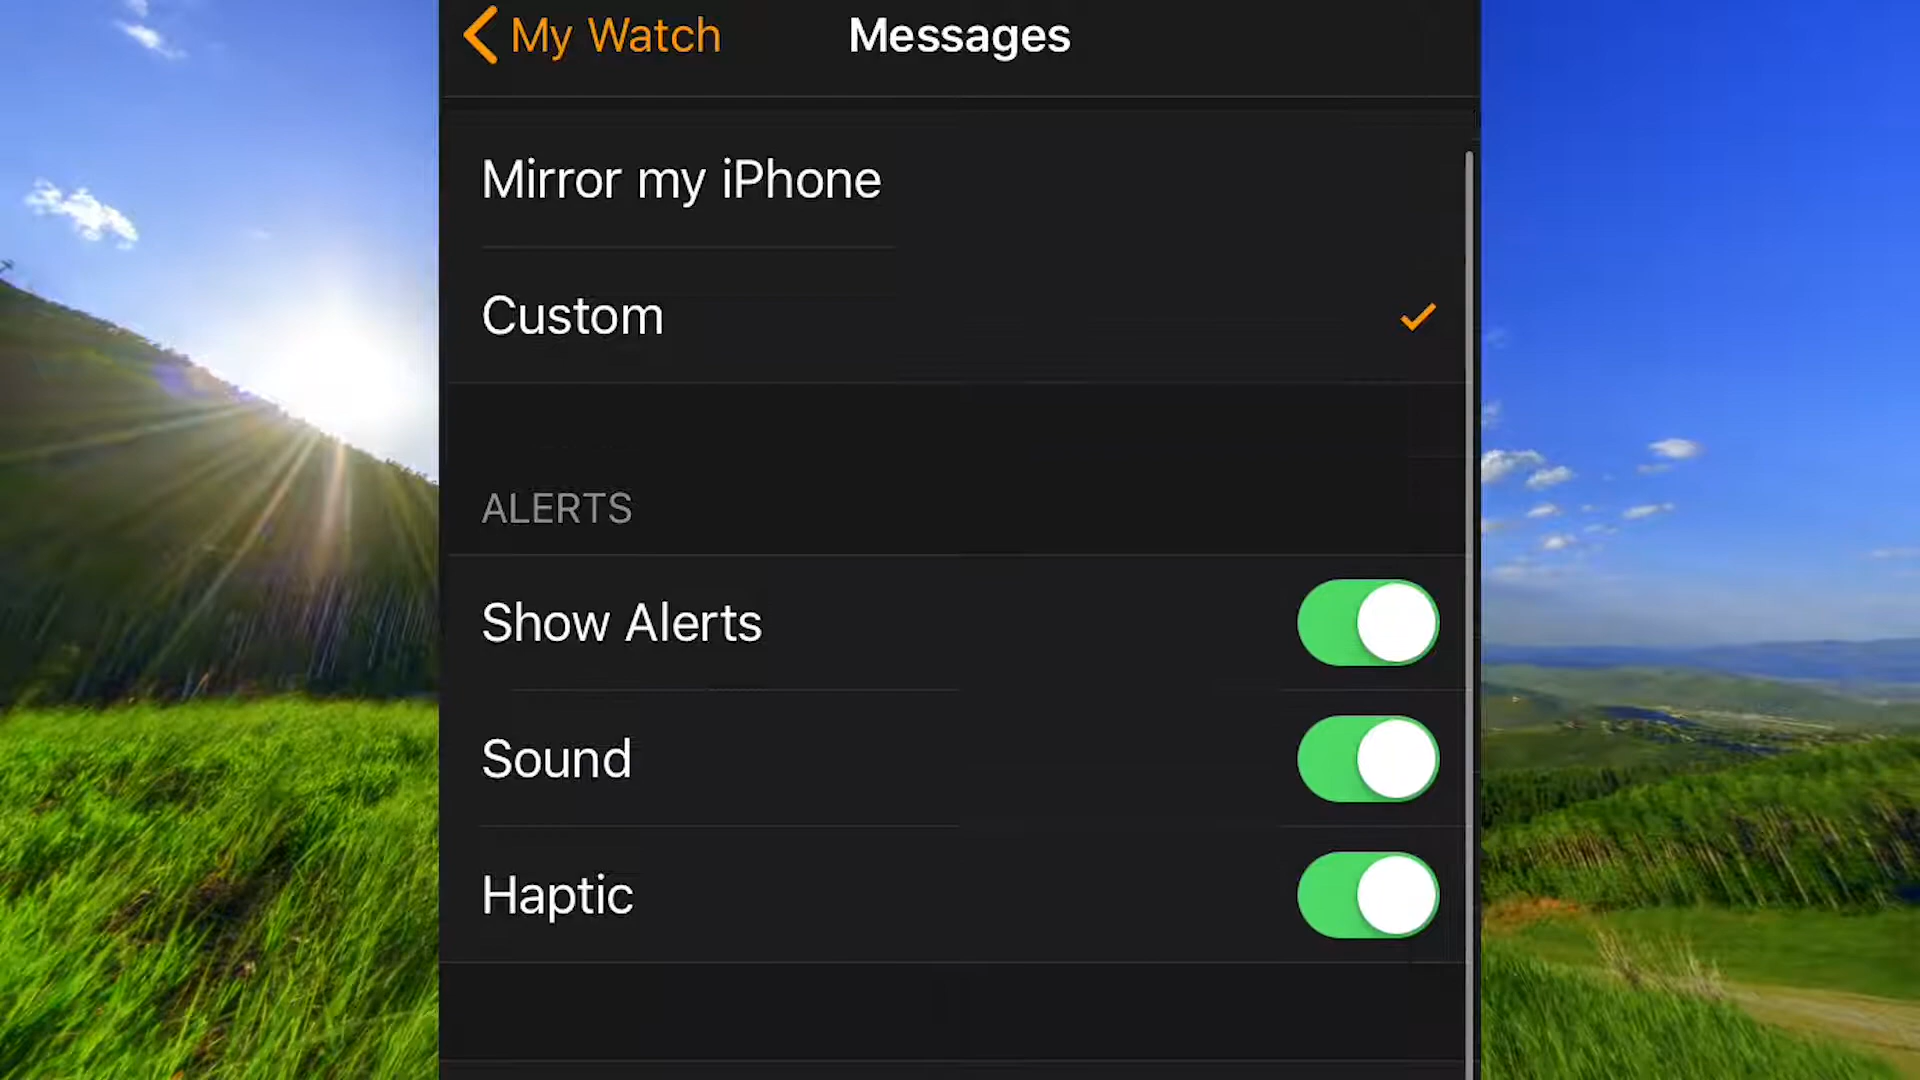 My Watch
Messages
Mirror my iPhone
Custom
ALERTS
Show Alerts
Sound
Haptic